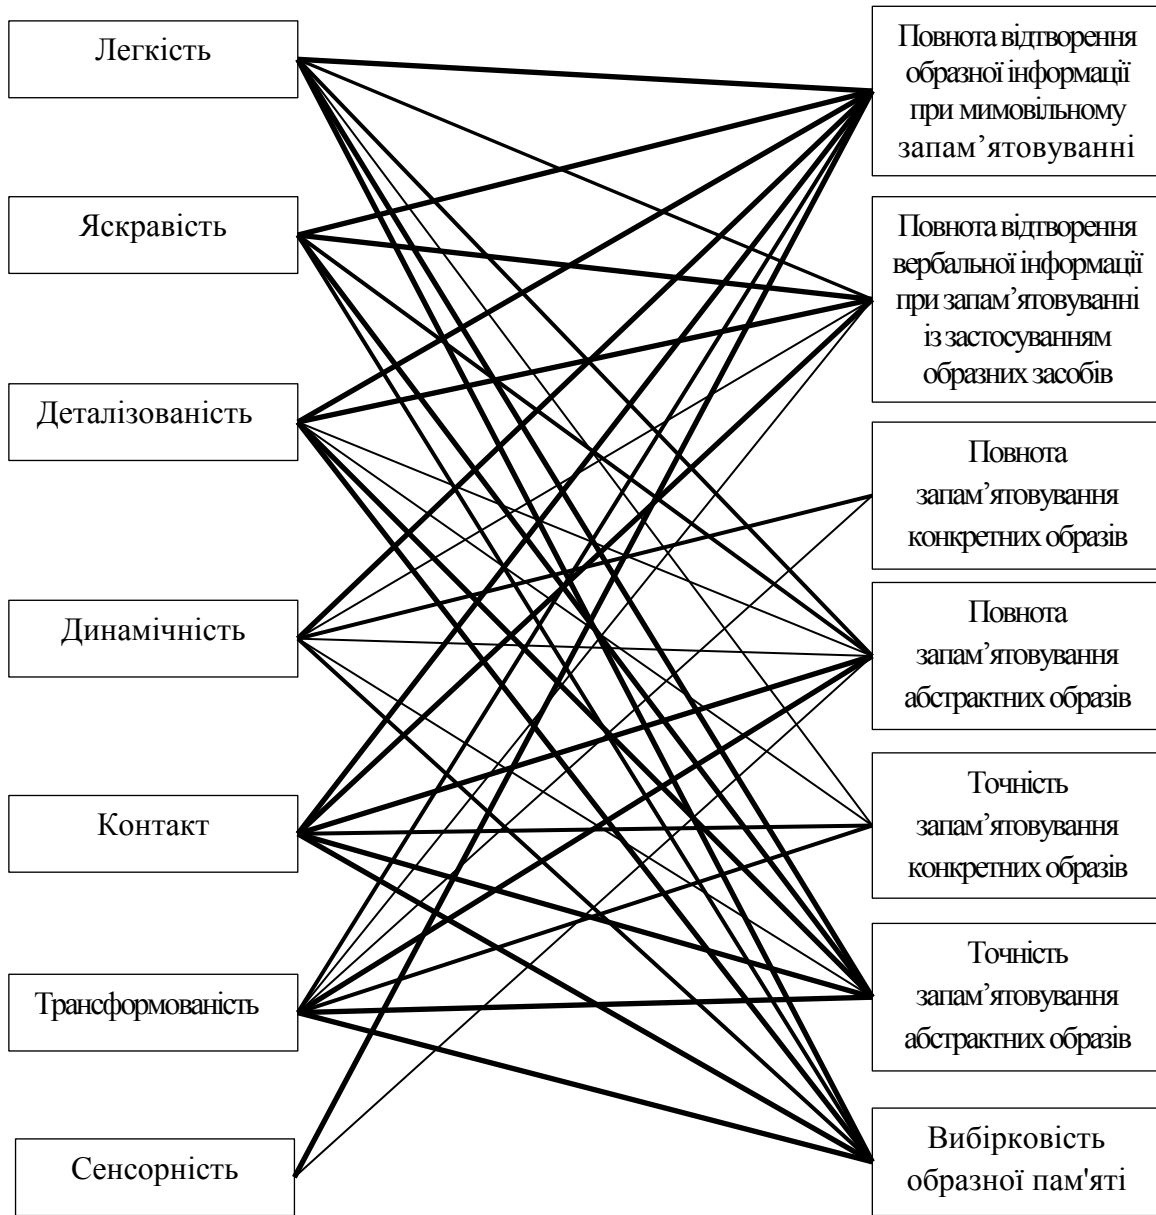 Легкість
Яскравість
Деталізованість
Динамічність
Контакт
Трансформованість
Сенсорність
Повнота відтворення
образної інформації
при мимовільному
запам’ятовуванні
Повнота відтворення
вербальної інформації
при запам’ятовуванні
із застосуванням
образних засобів
Повнота
запам’ятовування
конкретних образів
Повнота
запам’ятовування
абстрактних образів
Точність
запам’ятовування
конкретних образів
Точність
запам’ятовування
абстрактних образів
Вибірковість
образної пам'яті